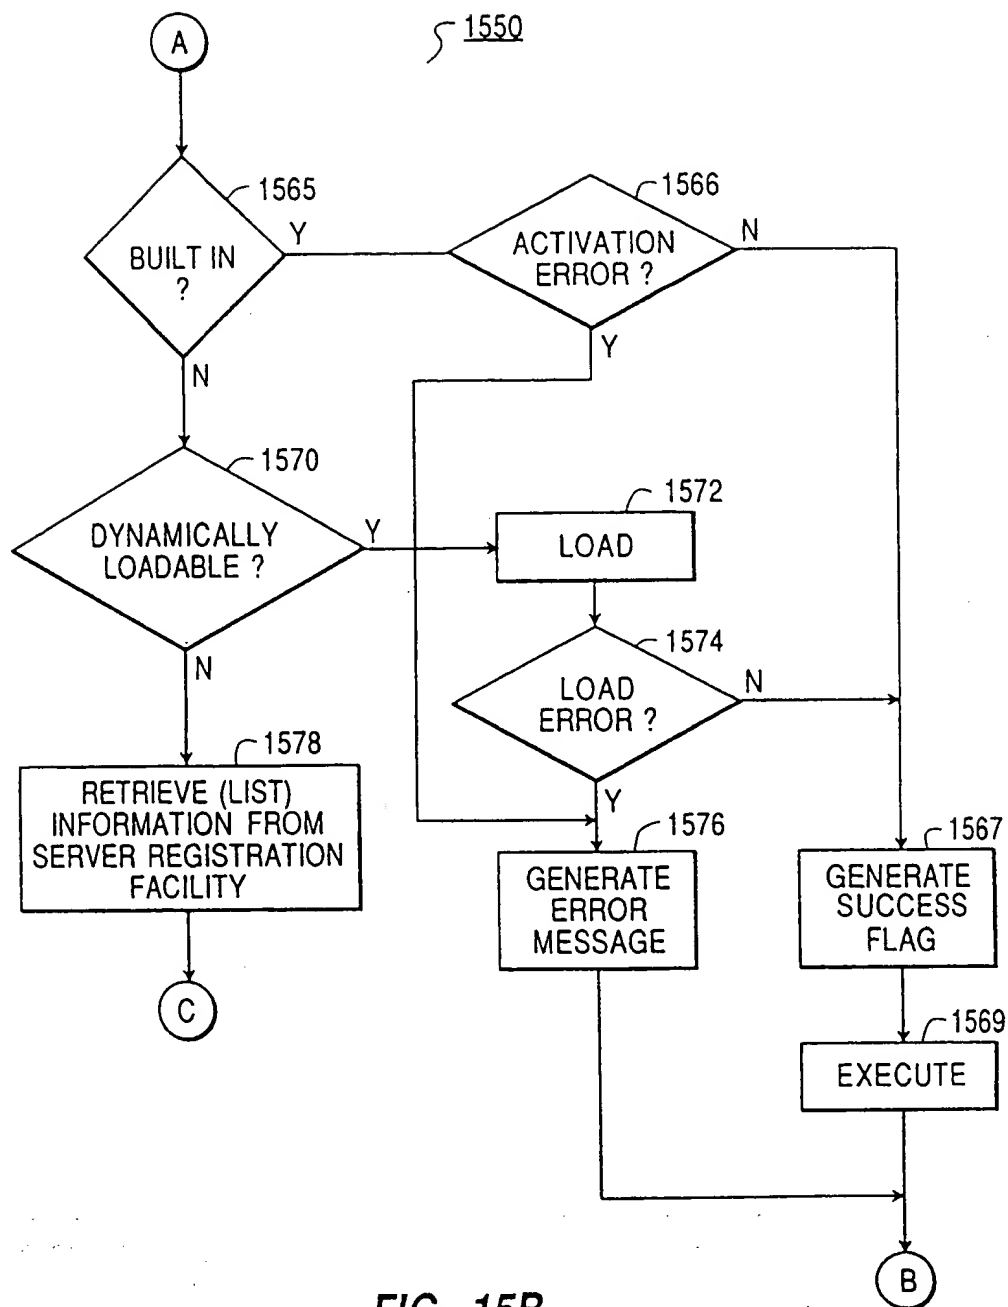 A
1550
1565
BUILT IN
?
Y
N
1566
ACTIVATION
ERROR ?
N
Y
1570
DYNAMICALLY
LOADABLE ?
Y
N
1572
LOAD
1574
LOAD
ERROR ?
N
Y
1578
RETRIEVE (LIST)
INFORMATION FROM
SERVER REGISTRATION
FACILITY
1576
GENERATE
ERROR
MESSAGE
1567
GENERATE
SUCCESS
FLAG
C
1569
EXECUTE
B
FIG. 15B